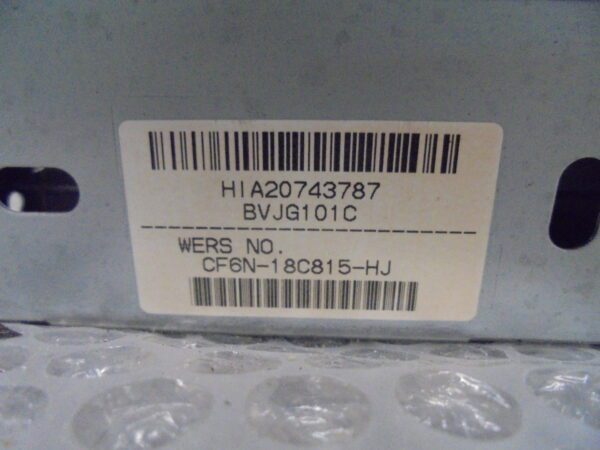 HIA20743787
BVJG101C
WERS NO.
CF6N-18C815-HJ